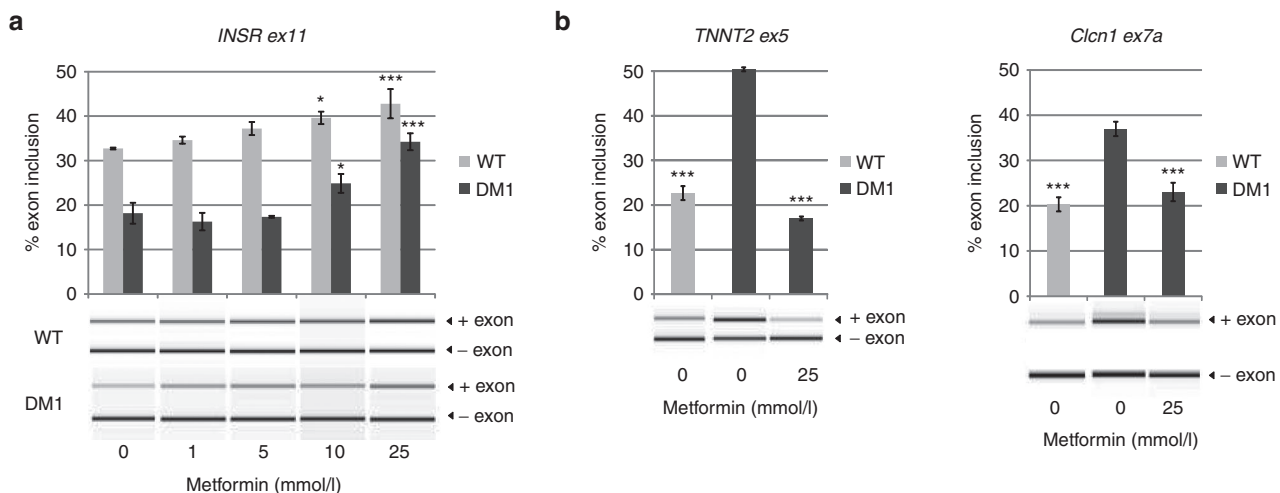 a
INSR ex11
% exon inclusion
50
40
30
20
10
0
* *** * ***
WT
DM1
WT
+ exon
– exon
DM1
+ exon
– exon
0 1 5 10 25
Metformin (mmol/l)
b
TNNT2 ex5
% exon inclusion
50
40
30
20
10
0
*** ***
WT
DM1
+ exon
– exon
0 0 25
Metformin (mmol/l)
Clcn1 ex7a
% exon inclusion
50
40
30
20
10
0
*** ***
WT
DM1
+ exon
– exon
0 0 25
Metformin (mmol/l)